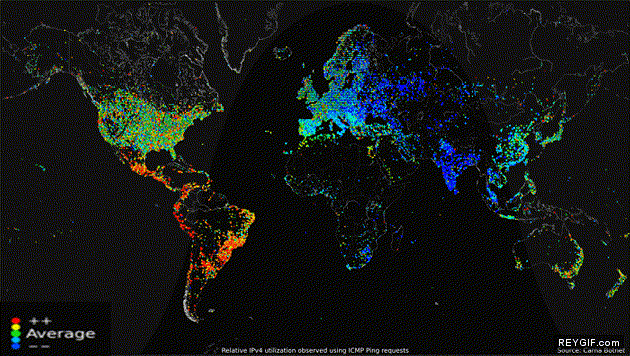 ++
Average
--
REYGIF.com
Relative IPv4 utilization observed using ICMP Ping requests
Source: Carna Botnet